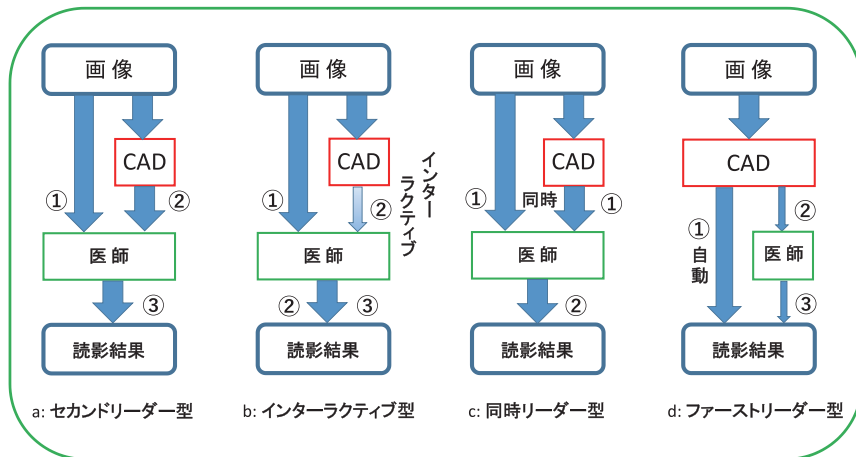 画像
CAD
①
②
医師
③
読影結果
a: セカンドリーダー型
画像
CAD
インター
ラクティブ
①
②
医師
② ③
読影結果
b: インターラクティブ型
画像
CAD
① 同時 ①
医師
②
読影結果
c: 同時リーダー型
画像
CAD
①
自動
②
医師
③
読影結果
d: ファーストリーダー型